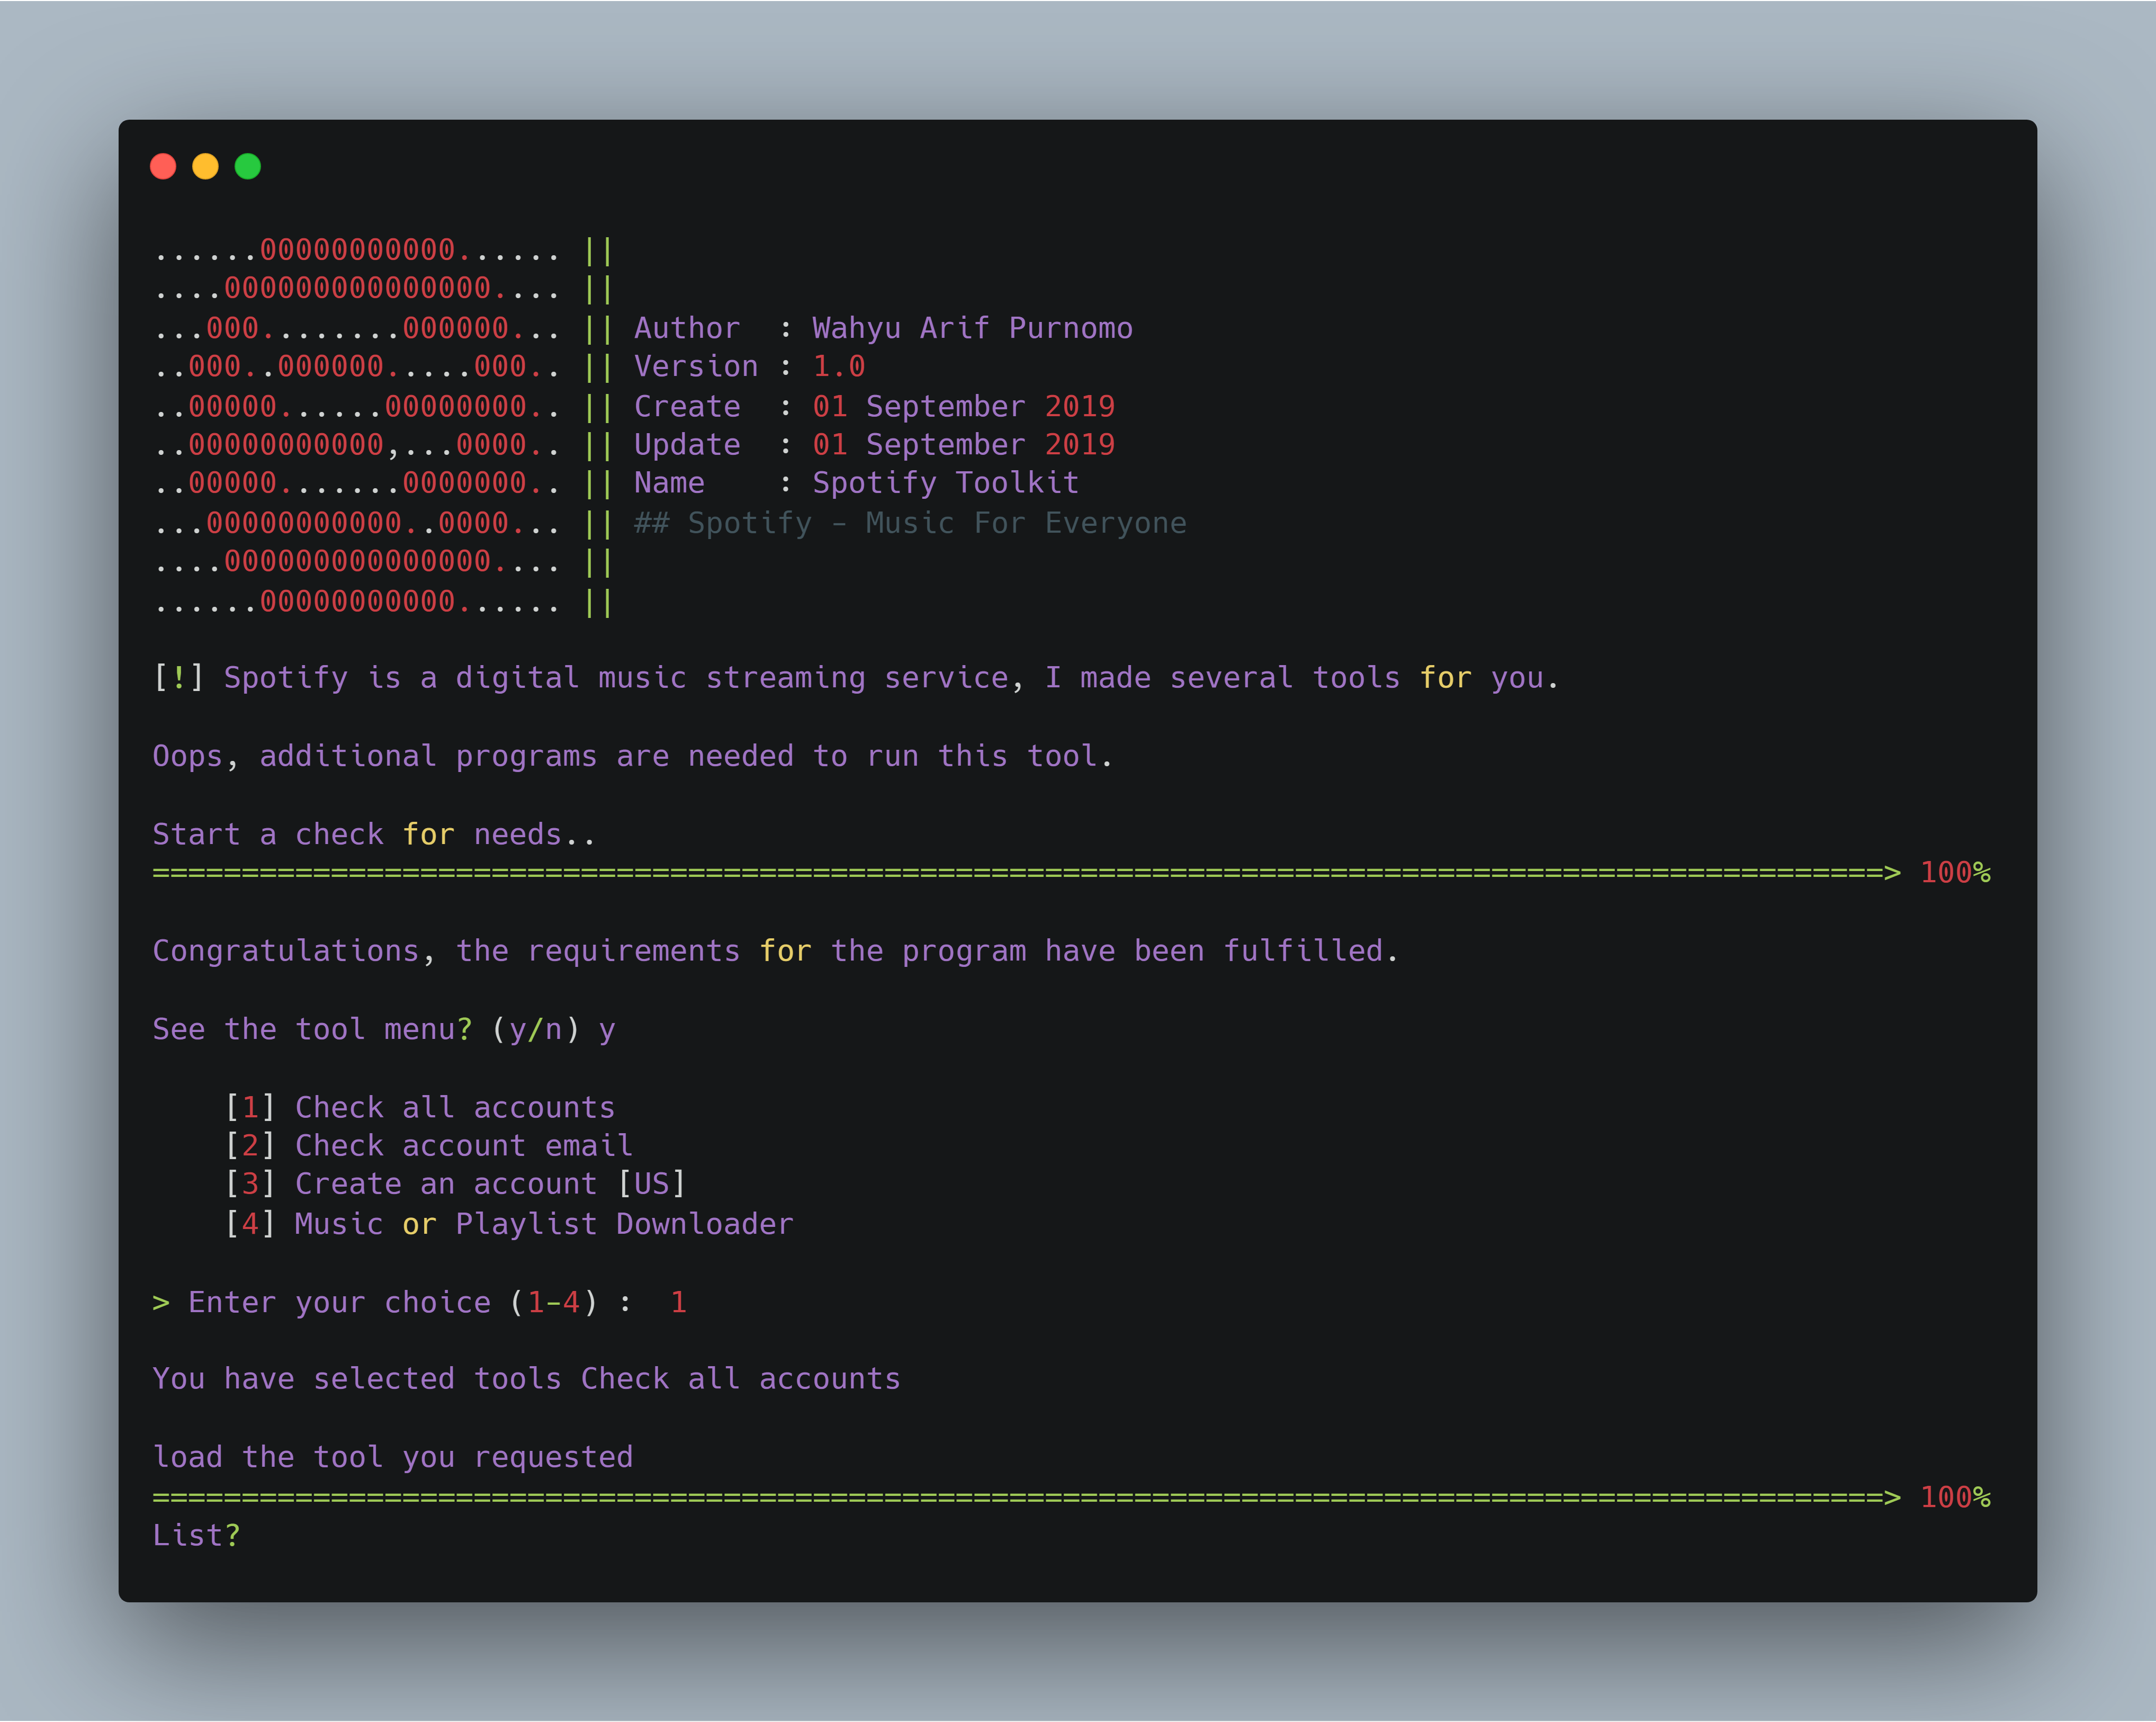 ......00000000000...... ||
....000000000000000.... ||
...000........000000... || Author  : Wahyu Arif Purnomo
..000..000000.....000.. || Version : 1.0
..00000......00000000.. || Create  : 01 September 2019
..00000000000,...0000.. || Update  : 01 September 2019
..00000.......0000000.. || Name    : Spotify Toolkit
...00000000000..0000... || ## Spotify - Music For Everyone
....000000000000000.... ||
......00000000000...... ||
[!] Spotify is a digital music streaming service, I made several tools for you.
Oops, additional programs are needed to run this tool.
Start a check for needs..
=================================================================================================> 100%
Congratulations, the requirements for the program have been fulfilled.
See the tool menu? (y/n) y
[1] Check all accounts
[2] Check account email
[3] Create an account [US]
[4] Music or Playlist Downloader
> Enter your choice (1-4) :  1
You have selected tools Check all accounts
load the tool you requested
=================================================================================================> 100%
List?